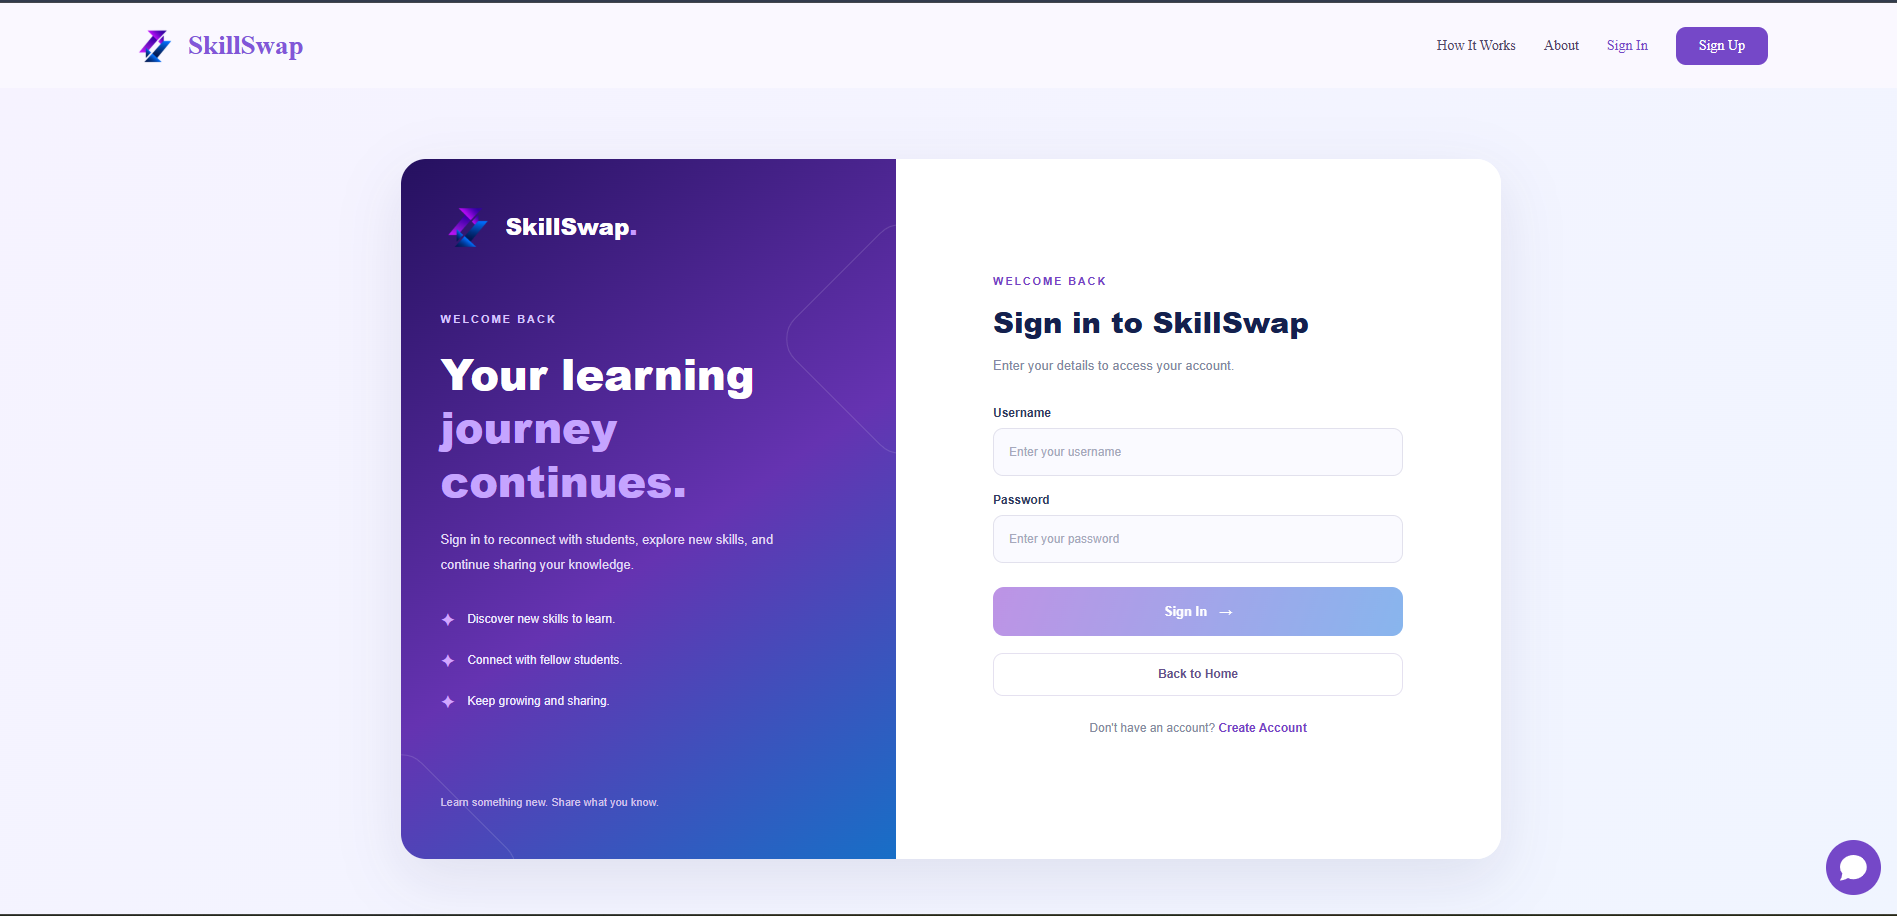 SkillSwap
How It Works
About
Sign In
Sign Up
SkillSwap.
WELCOME BACK
Your learning
journey
continues.
Sign in to reconnect with students, explore new skills, and
continue sharing your knowledge.
Discover new skills to learn.
Connect with fellow students.
Keep growing and sharing.
Learn something new. Share what you know.
WELCOME BACK
Sign in to SkillSwap
Enter your details to access your account.
Username
Enter your username
Password
Enter your password
Sign In →
Back to Home
Don't have an account? Create Account